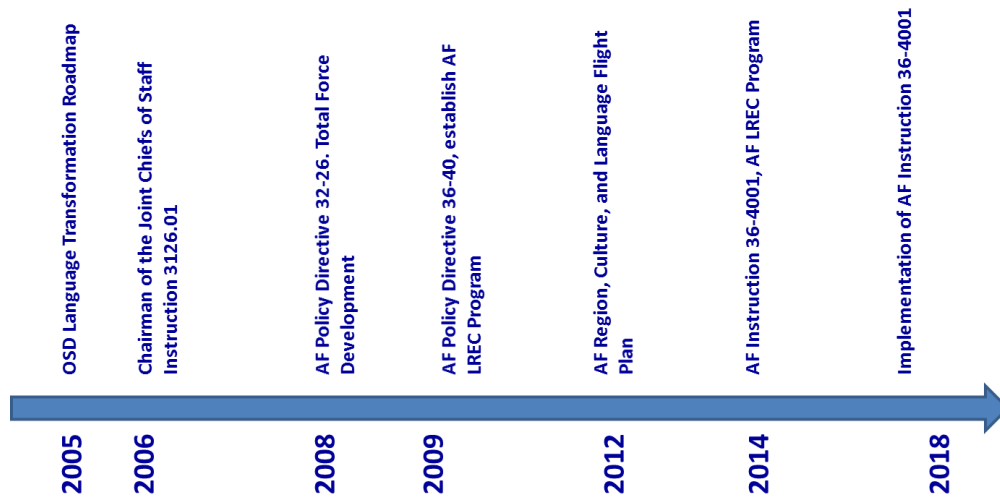 OSD Language Transformation Roadmap
Chairman of the Joint Chiefs of Staff
Instruction 3126.01
AF Policy Directive 32-26. Total Force
Development
AF Policy Directive 36-40, establish AF
LREC Program
AF Region, Culture, and Language Flight
Plan
AF Instruction 36-4001, AF LREC Program
Implementation of AF Instruction 36-4001
2005
2006
2008
2009
2012
2014
2018